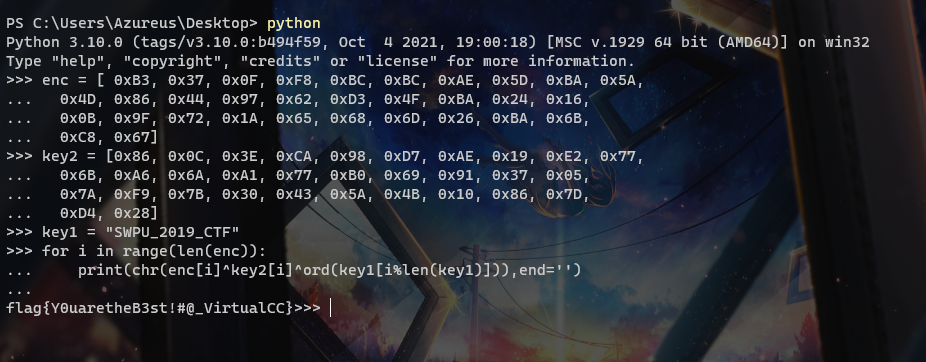 PS C:\Users\Azureus\Desktop> python
Python 3.10.0 (tags/v3.10.0:b494f59, Oct  4 2021, 19:00:18) [MSC v.1929 64 bit (AMD64)] on win32
Type "help", "copyright", "credits" or "license" for more information.
>>> enc = [ 0xB3, 0x37, 0x0F, 0xF8, 0xBC, 0xBC, 0xAE, 0x5D, 0xBA, 0x5A,
...   0x4D, 0x86, 0x44, 0x97, 0x62, 0xD3, 0x4F, 0xBA, 0x24, 0x16,
...   0x0B, 0x9F, 0x72, 0x1A, 0x65, 0x68, 0x6D, 0x26, 0xBA, 0x6B,
...   0xC8, 0x67]
>>> key2 = [0x86, 0x0C, 0x3E, 0xCA, 0x98, 0xD7, 0xAE, 0x19, 0xE2, 0x77,
...   0x6B, 0xA6, 0x6A, 0xA1, 0x77, 0xB0, 0x69, 0x91, 0x37, 0x05,
...   0x7A, 0xF9, 0x7B, 0x30, 0x43, 0x5A, 0x4B, 0x10, 0x86, 0x7D,
...   0xD4, 0x28]
>>> key1 = "SWPU_2019_CTF"
>>> for i in range(len(enc)):
...     print(chr(enc[i]^key2[i]^ord(key1[i%len(key1)])),end='')
...
flag{Y0uaretheB3st!#@_VirtualCC}>>>